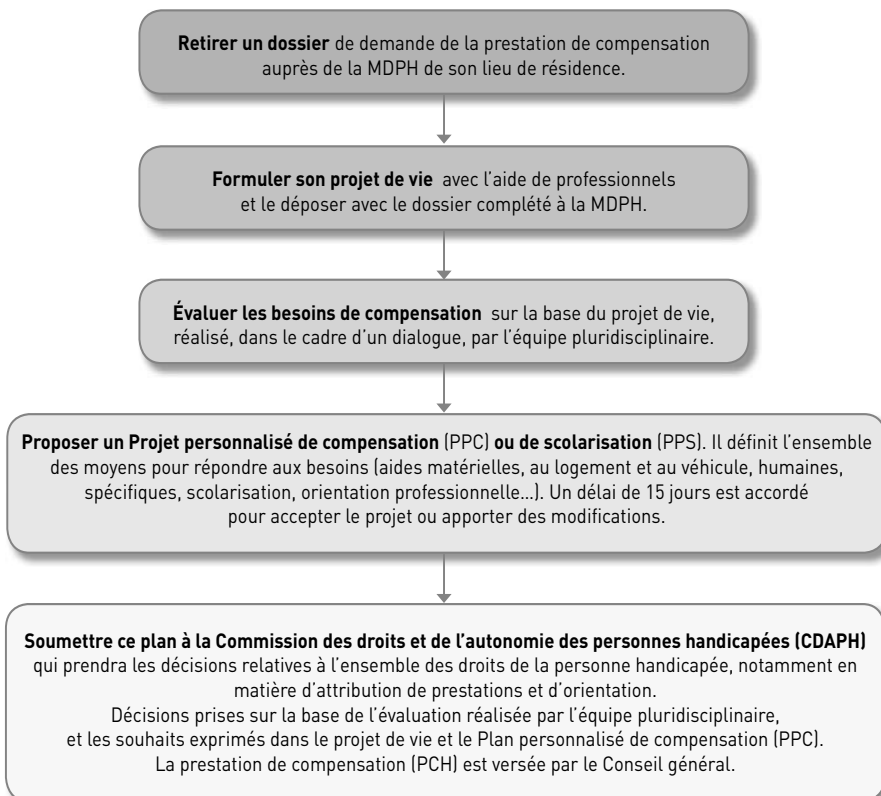 Retirer un dossier de demande de la prestation de compensation
auprès de la MDPH de son lieu de résidence.
Formuler son projet de vie avec l'aide de professionnels
et le déposer avec le dossier complété à la MDPH.
Évaluer les besoins de compensation sur la base du projet de vie,
réalisé, dans le cadre d'un dialogue, par l'équipe pluridisciplinaire.
Proposer un Projet personnalisé de compensation (PPC) ou de scolarisation (PPS). Il définit l'ensemble
des moyens pour répondre aux besoins (aides matérielles, au logement et au véhicule, humaines,
spécifiques, scolarisation, orientation professionnelle…). Un délai de 15 jours est accordé
pour accepter le projet ou apporter des modifications.
Soumettre ce plan à la Commission des droits et de l'autonomie des personnes handicapées (CDAPH)
qui prendra les décisions relatives à l'ensemble des droits de la personne handicapée, notamment en
matière d'attribution de prestations et d'orientation.
Décisions prises sur la base de l'évaluation réalisée par l'équipe pluridisciplinaire,
et les souhaits exprimés dans le projet de vie et le Plan personnalisé de compensation (PPC).
La prestation de compensation (PCH) est versée par le Conseil général.